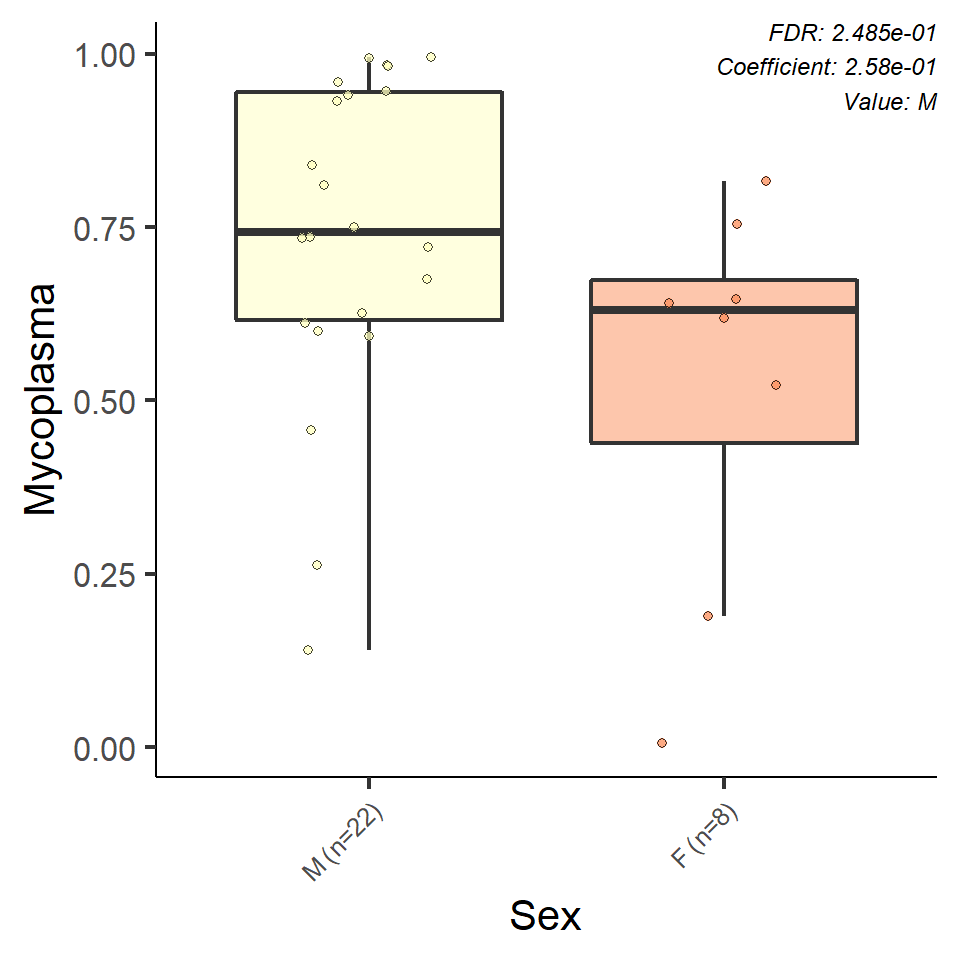 FDR: 2.485e-01
Coefficient: 2.58e-01
Value: M
1.00
0.75
0.50
0.25
0.00
Mycoplasma
M (n=22)
F (n=8)
Sex